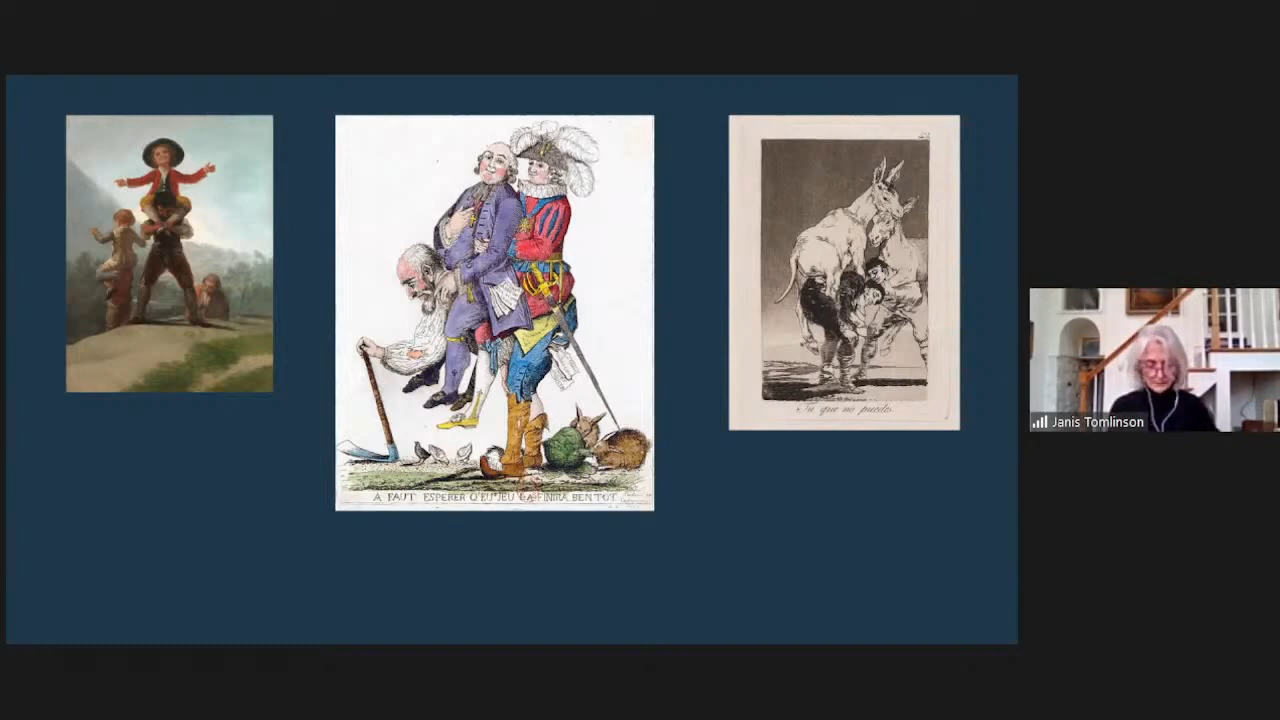 A FAUT ESPERER Q'EU'S JEU LA FINIRA BEN TOT
Tu que no puedes.
Janis Tomlinson